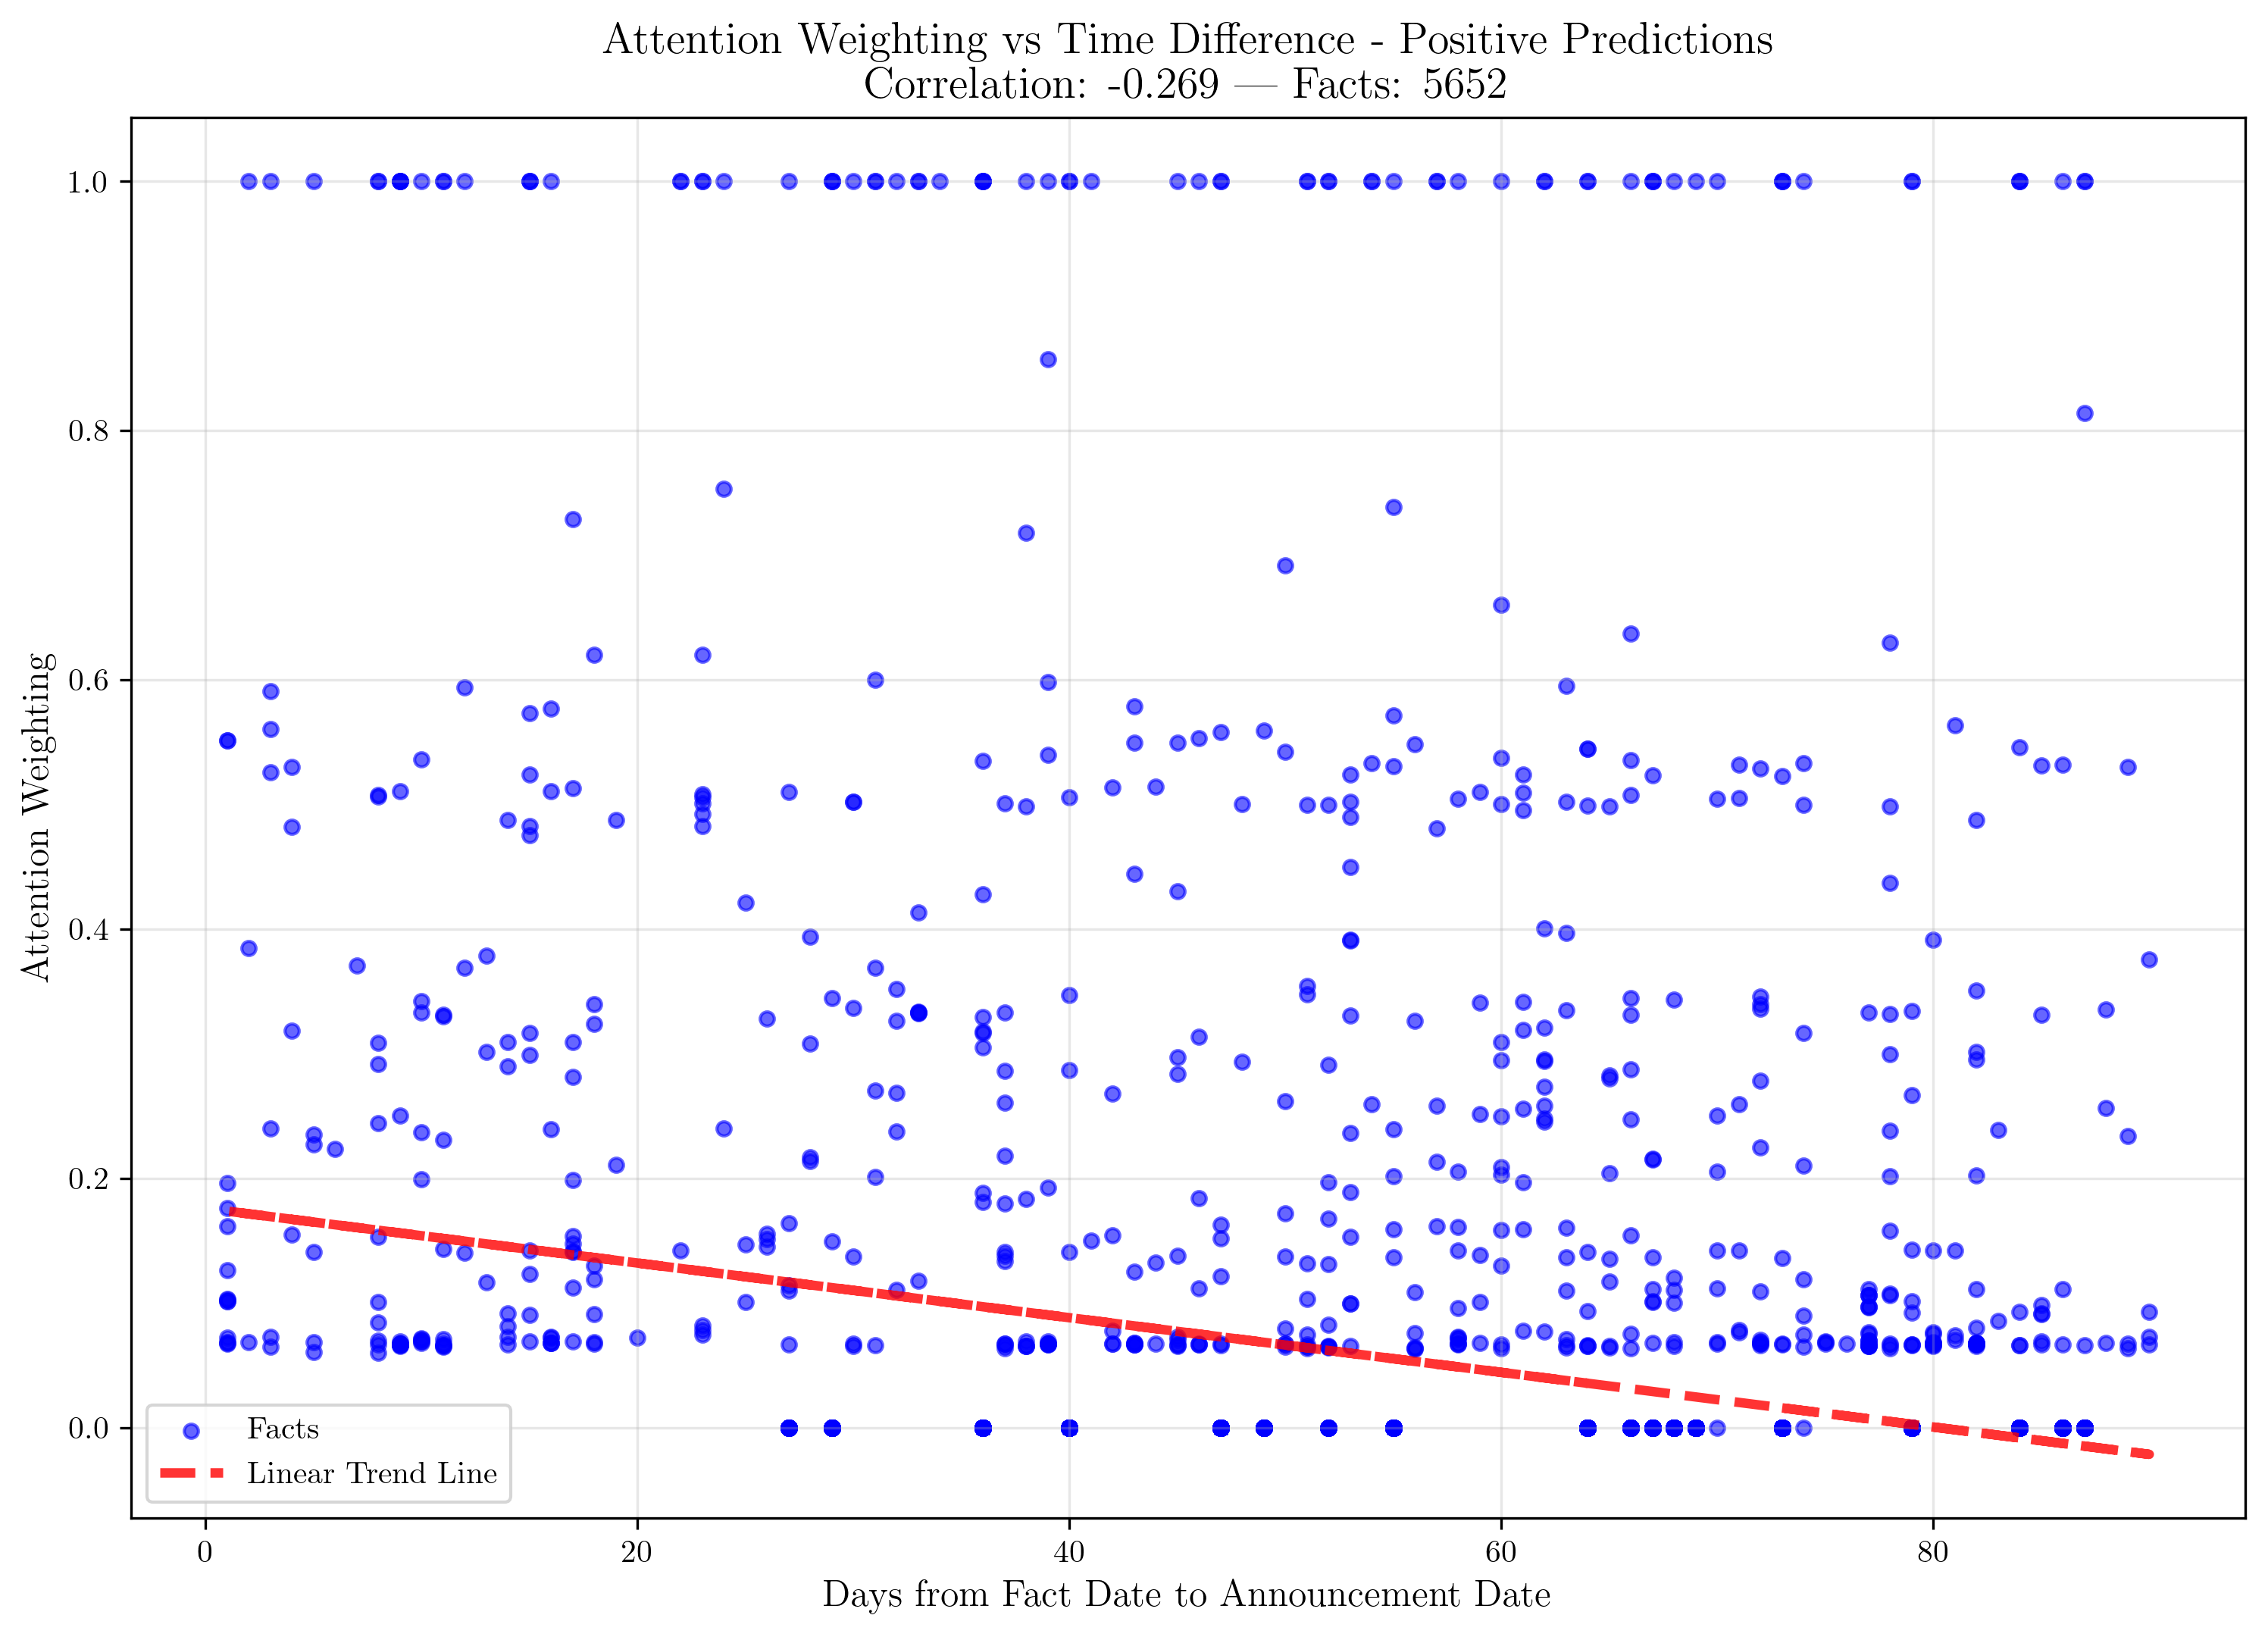 Attention Weighting vs Time Difference - Positive Predictions
Correlation: -0.269 — Facts: 5652
Attention Weighting
1.0
0.8
0.6
0.4
0.2
0.0
Facts
Linear Trend Line
0 20 40 60 80
Days from Fact Date to Announcement Date